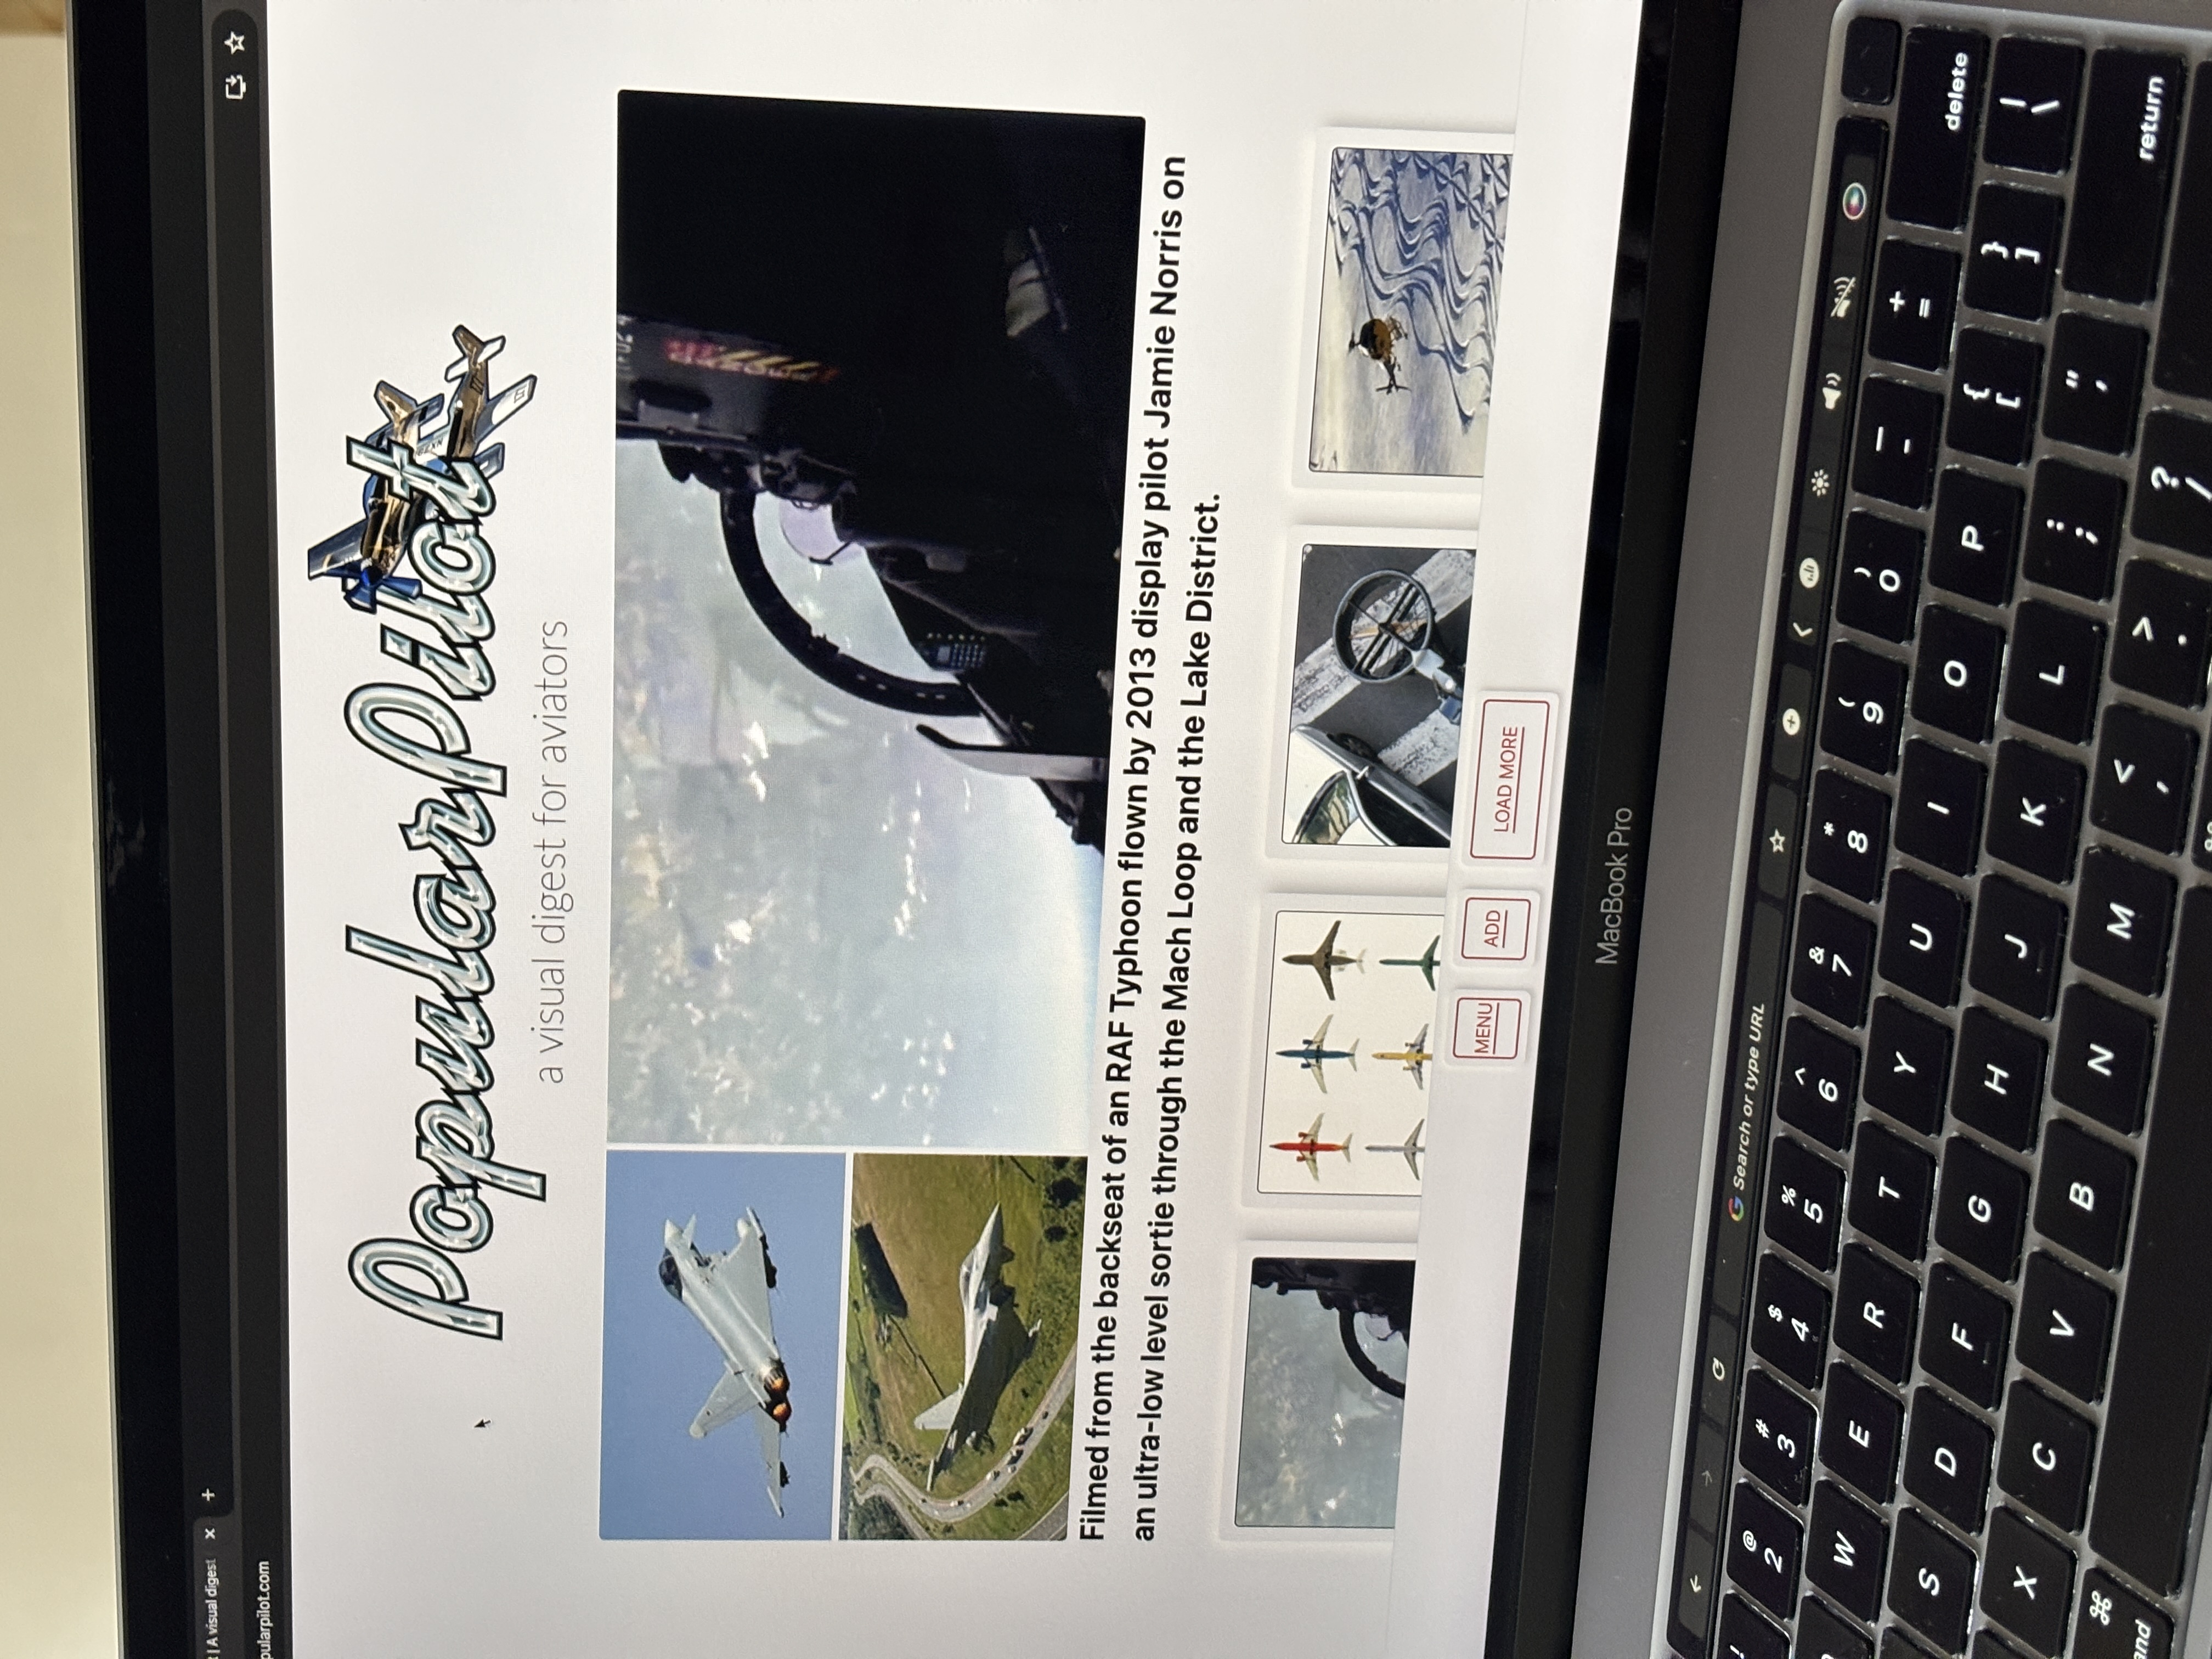 | A visual digest
pularpilot.com
PopularPilot
a visual digest for aviators
Filmed from the backseat of an RAF Typhoon flown by 2013 display pilot Jamie Norris on
an ultra-low level sortie through the Mach Loop and the Lake District.
MENU
ADD
LOAD MORE
MacBook Pro
Search or type URL
! @ 2 # 3 $ 4 % 5 ^ 6 & 7 * 8 ( 9 ) 0 — - + = delete
W E R T Y U I O P { [ } ] | \
S D F G H J K L : ; " ' return
X C V B N M < , > . ? /
⌘
and